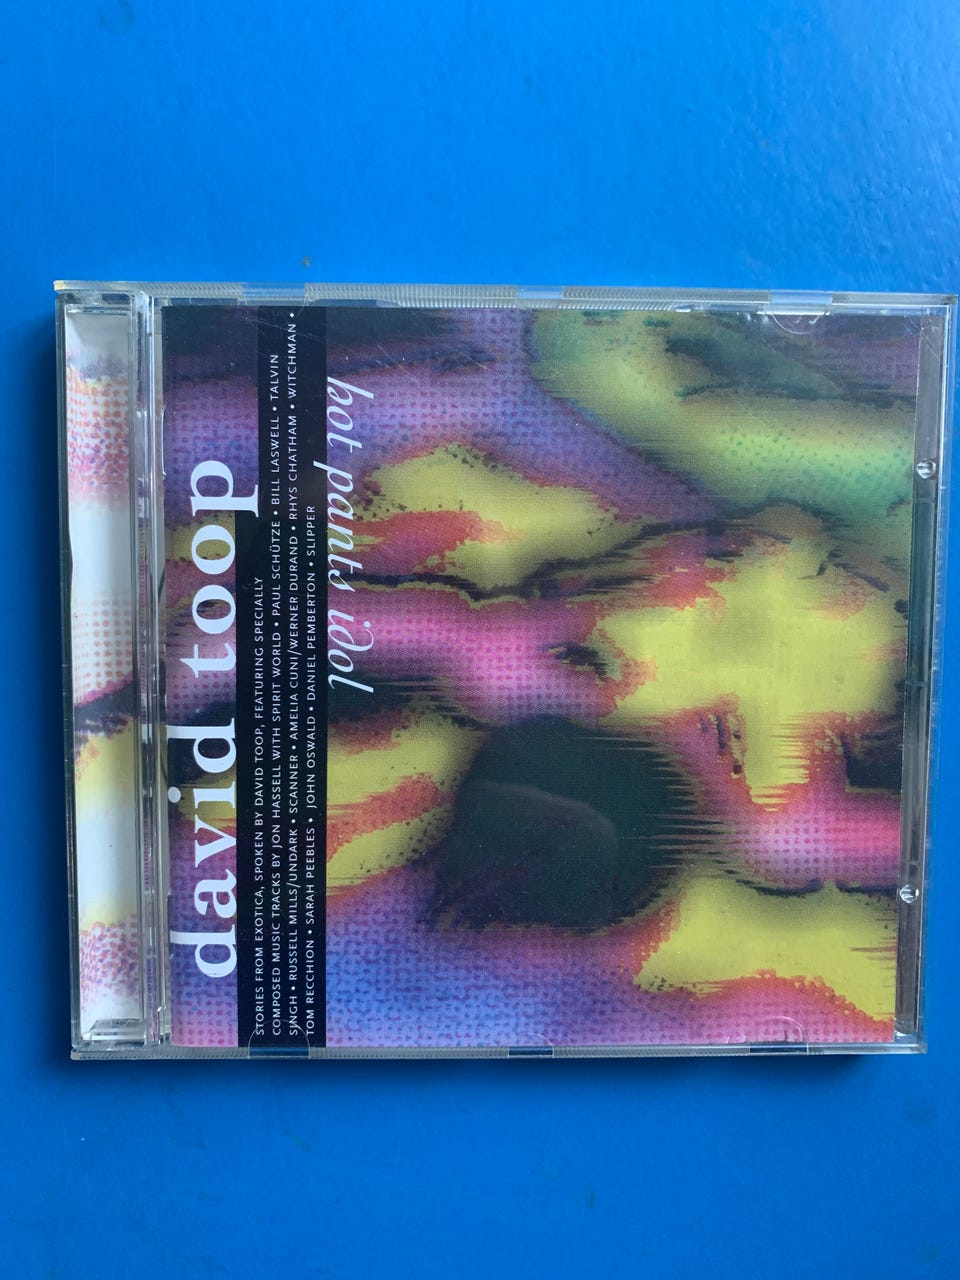 david toop
STORIES FROM EXOTICA, SPOKEN BY DAVID TOOP, FEATURING SPECIALLY
COMPOSED MUSIC TRACKS BY JON HASSELL WITH SPIRIT WORLD • PAUL SCHÜTZE • BILL LASWELL • TALVIN
SINGH • RUSSELL MILLS/UNDARK • SCANNER • AMELIA CUNI/WERNER DURAND • RHYS CHATHAM • WITCHMAN •
TOM RECCHION • SARAH PEEBLES • JOHN OSWALD • DANIEL PEMBERTON • SLIPPER
hot pants idol